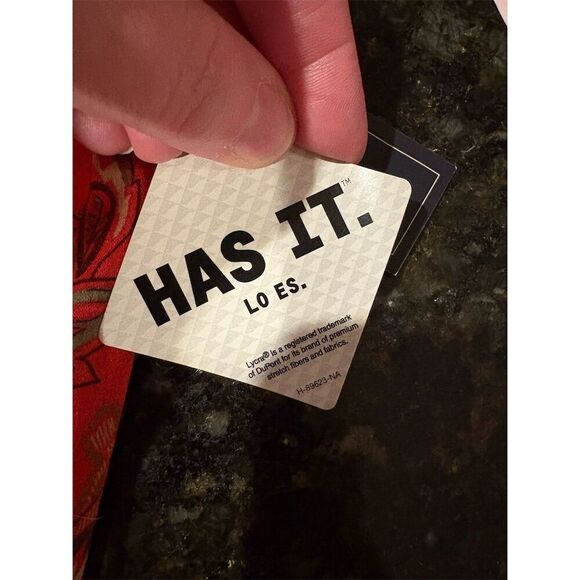 HAS IT.™
LO ES.
Lycra® is a registered trademark
of DuPont for its brand of premium
stretch fibers and fabrics.
H-89623-NA